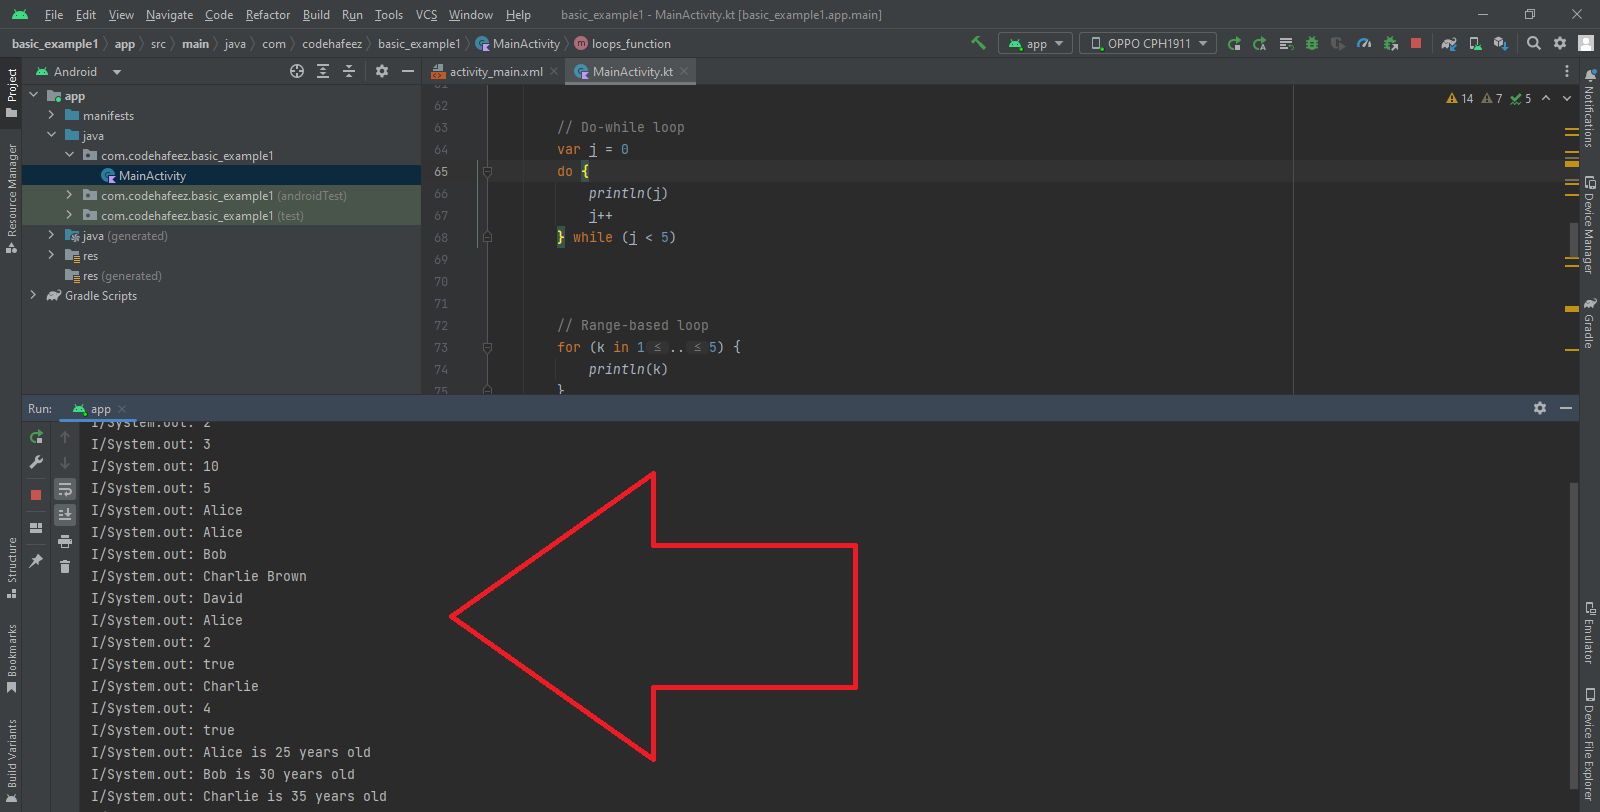 File Edit View Navigate Code Refactor Build Run Tools VCS Window Help basic_example1 - MainActivity.kt [basic_example1.app.main]
basic_example1 app src main java com codehafeez basic_example1 MainActivity loops_function app OPPO CPH1911
Project
Resource Manager
Structure
Bookmarks
Build Variants
Android
app
manifests
java
com.codehafeez.basic_example1
MainActivity
com.codehafeez.basic_example1 (androidTest)
com.codehafeez.basic_example1 (test)
java (generated)
res
res (generated)
Gradle Scripts
activity_main.xml MainActivity.kt
14 7 5
61
62
63 // Do-while loop
64 var j = 0
65 do {
66 println(j)
67 j++
68 } while (j < 5)
69
70
71
72 // Range-based loop
73 for (k in 1 ≤ .. ≤ 5) {
74 println(k)
75 }
Notifications
Device Manager
Gradle
Emulator
Device File Explorer
Run: app
I/System.out: 2
I/System.out: 3
I/System.out: 10
I/System.out: 5
I/System.out: Alice
I/System.out: Alice
I/System.out: Bob
I/System.out: Charlie Brown
I/System.out: David
I/System.out: Alice
I/System.out: 2
I/System.out: true
I/System.out: Charlie
I/System.out: 4
I/System.out: true
I/System.out: Alice is 25 years old
I/System.out: Bob is 30 years old
I/System.out: Charlie is 35 years old